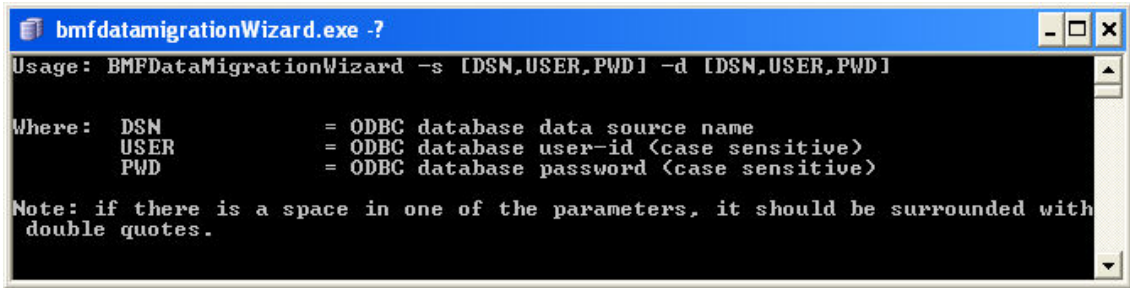 bmfdatamigrationWizard.exe -?
Usage: BMFDataMigrationWizard -s [DSN,USER,PWD] -d [DSN,USER,PWD]
Where: DSN = ODBC database data source name
USER = ODBC database user-id (case sensitive)
PWD = ODBC database password (case sensitive)
Note: if there is a space in one of the parameters, it should be surrounded with
double quotes.